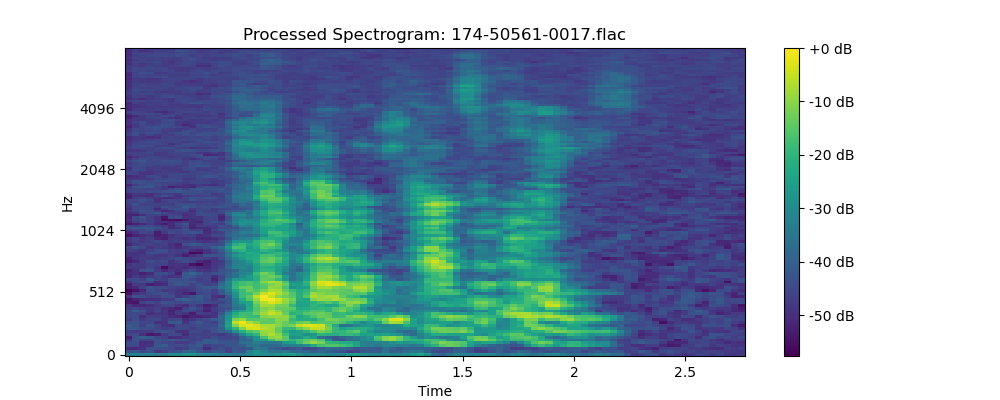 Processed Spectrogram: 174-50561-0017.flac
Hz
4096
2048
1024
512
0
0
0.5
1
1.5
2
2.5
Time
+0 dB
-10 dB
-20 dB
-30 dB
-40 dB
-50 dB